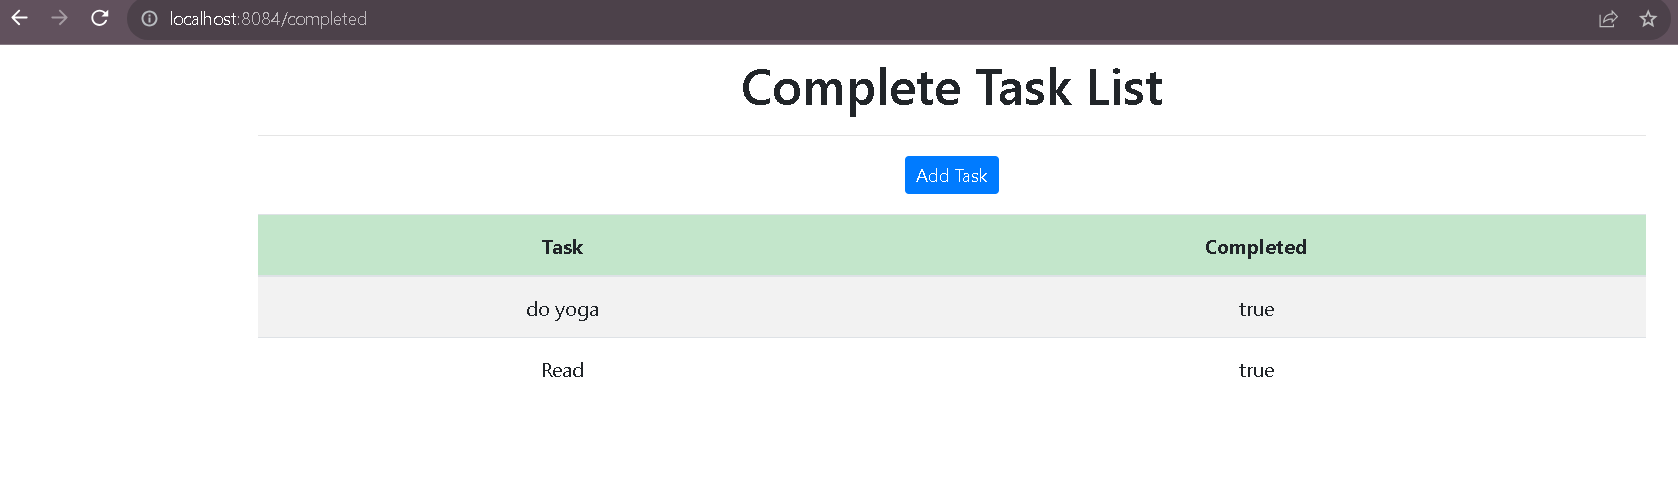 localhost:8084/completed
Complete Task List
Add Task
Task Completed
do yoga true
Read true